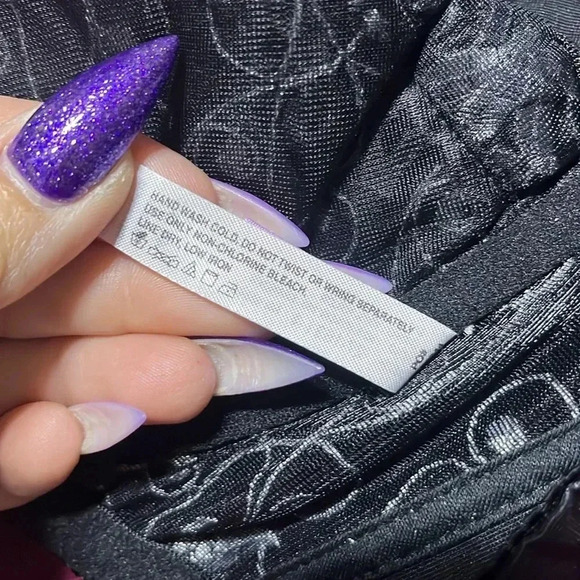 HAND WASH COLD, DO NOT TWIST OR WRING SEPARATELY
USE ONLY NON-CHLORINE BLEACH,
LINE DRY, LOW IRON